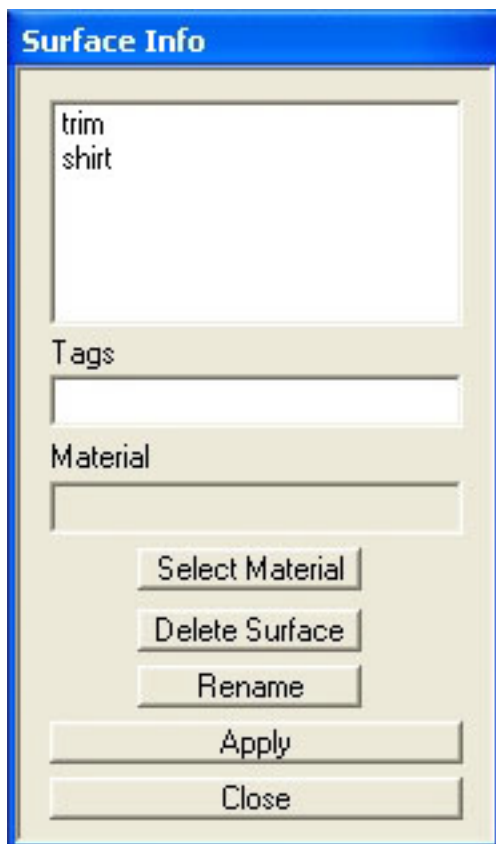 Surface Info
trim
shirt
Tags
Material
Select Material
Delete Surface
Rename
Apply
Close